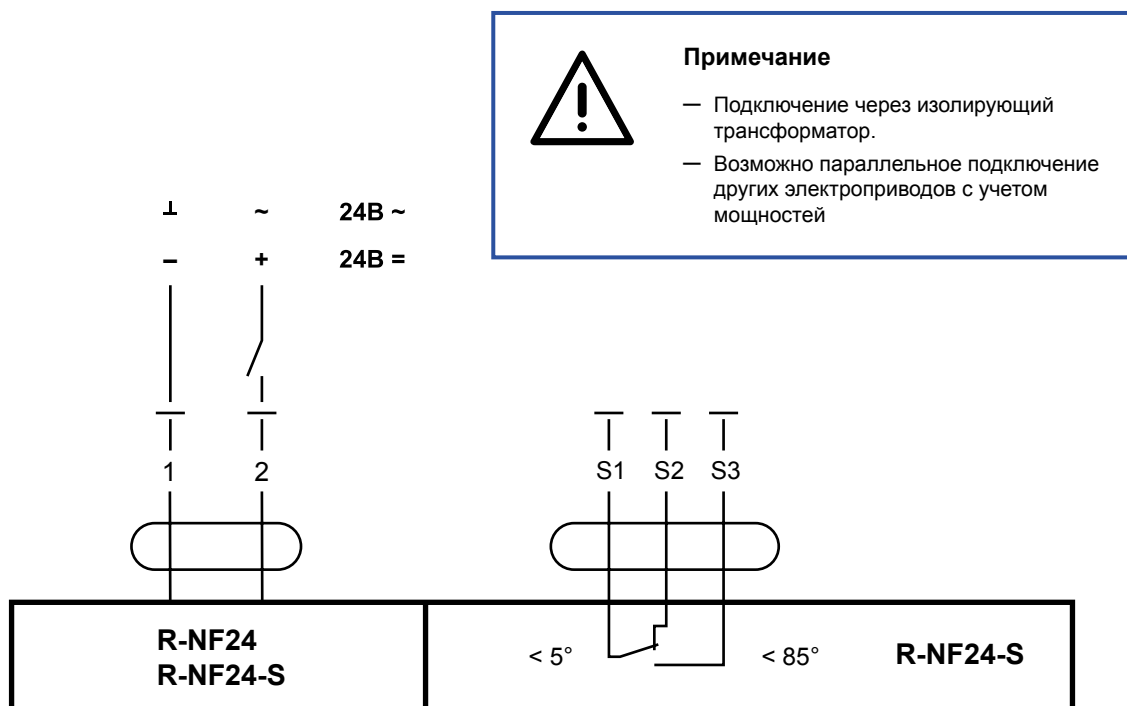 Примечание
— Подключение через изолирующий
трансформатор.
— Возможно параллельное подключение
других электроприводов с учетом
мощностей
⊥ ~ 24В ~
– + 24В =
1 2
S1 S2 S3
R-NF24
R-NF24-S
< 5° < 85° R-NF24-S